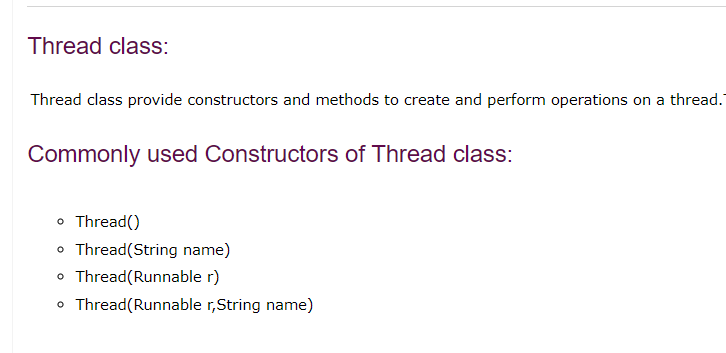 Thread class:
Thread class provide constructors and methods to create and perform operations on a thread.
Commonly used Constructors of Thread class:
Thread()
Thread(String name)
Thread(Runnable r)
Thread(Runnable r,String name)